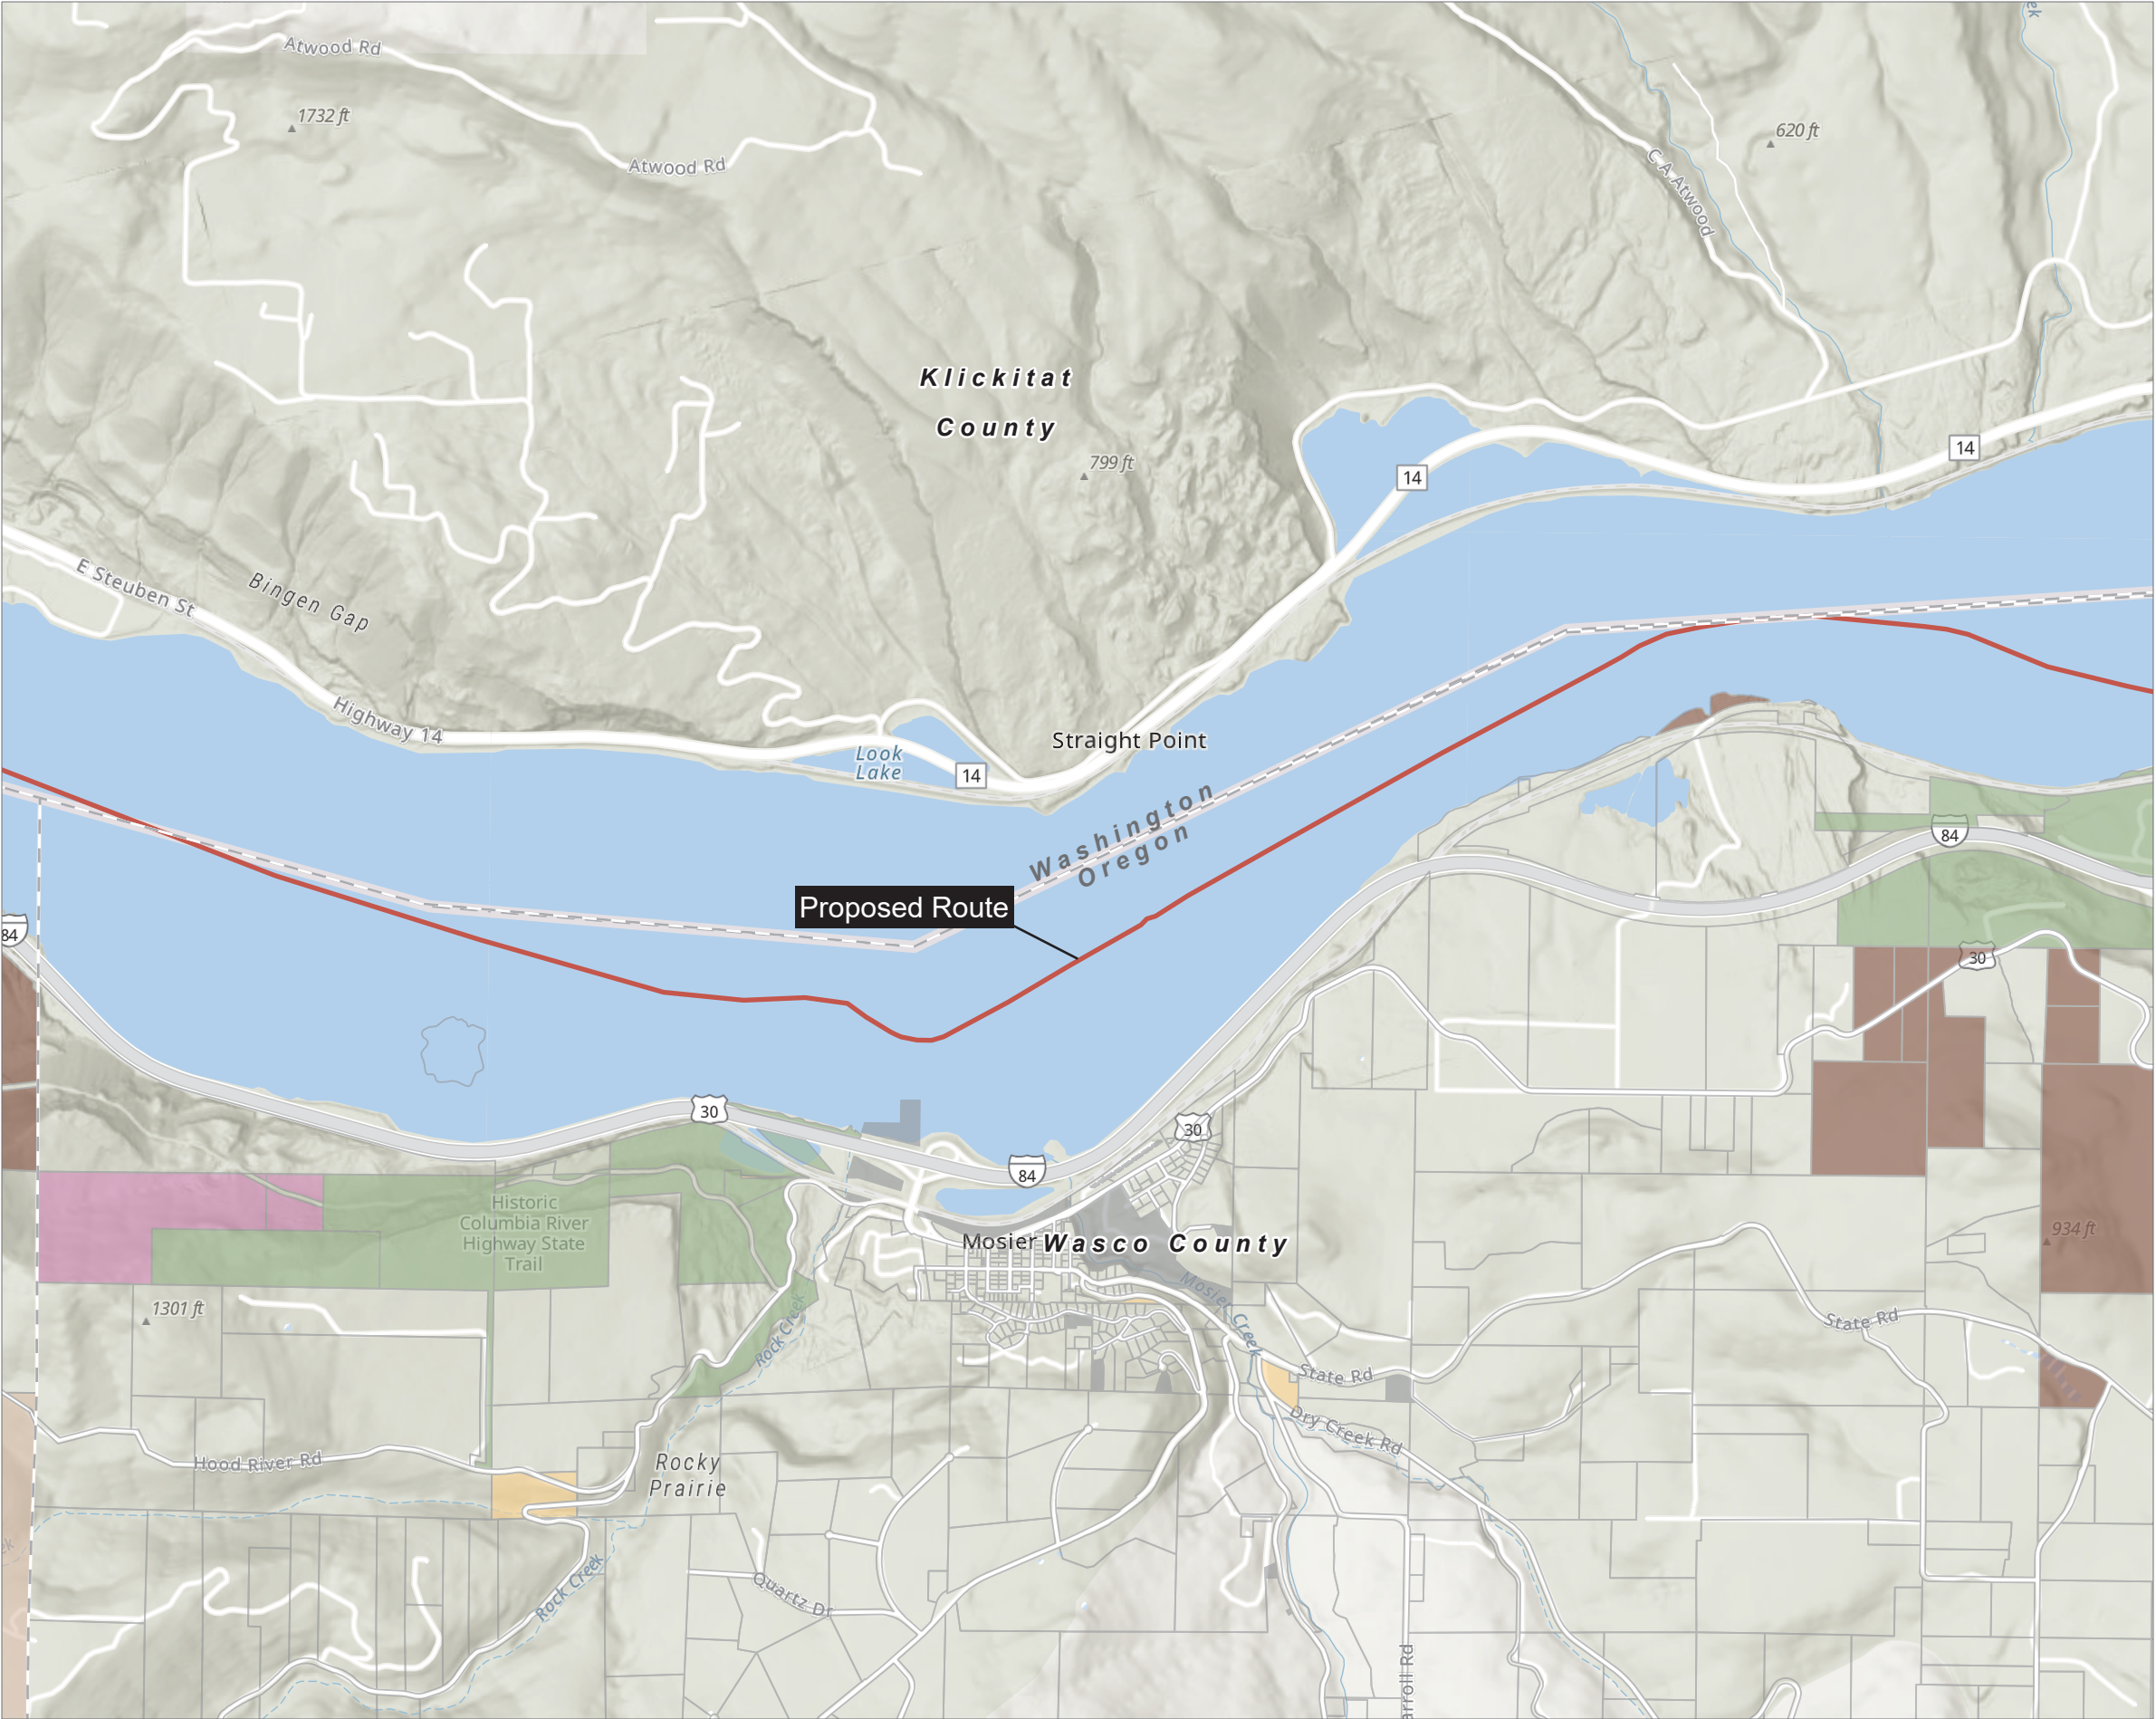 Atwood Rd
1732 ft
Atwood Rd
620 ft
C A Atwood
Klickitat
County
799 ft
14
14
E Steuben St
Bingen Gap
Highway 14
Look
Lake
14
Straight Point
Washington
Oregon
Proposed Route
84
84
30
30
30
84
Historic
Columbia River
Highway State
Trail
Mosier
Wasco County
934 ft
Mosier Creek
1301 ft
Rock Creek
State Rd
State Rd
Dry Creek Rd
Hood River Rd
Rocky
Prairie
Rock Creek
Quartz Dr
arroll Rd